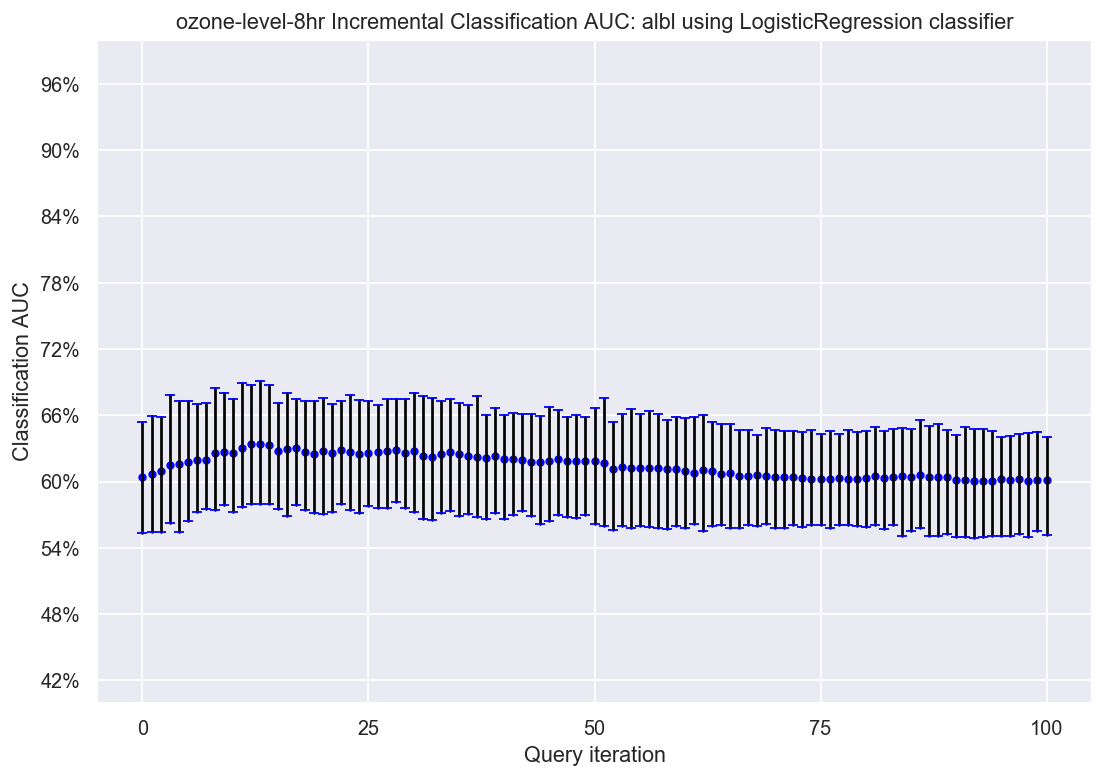 ozone-level-8hr Incremental Classification AUC: albl using LogisticRegression classifier
96%
90%
84%
78%
72%
66%
60%
54%
48%
42%
Classification AUC
0 25 50 75 100
Query iteration